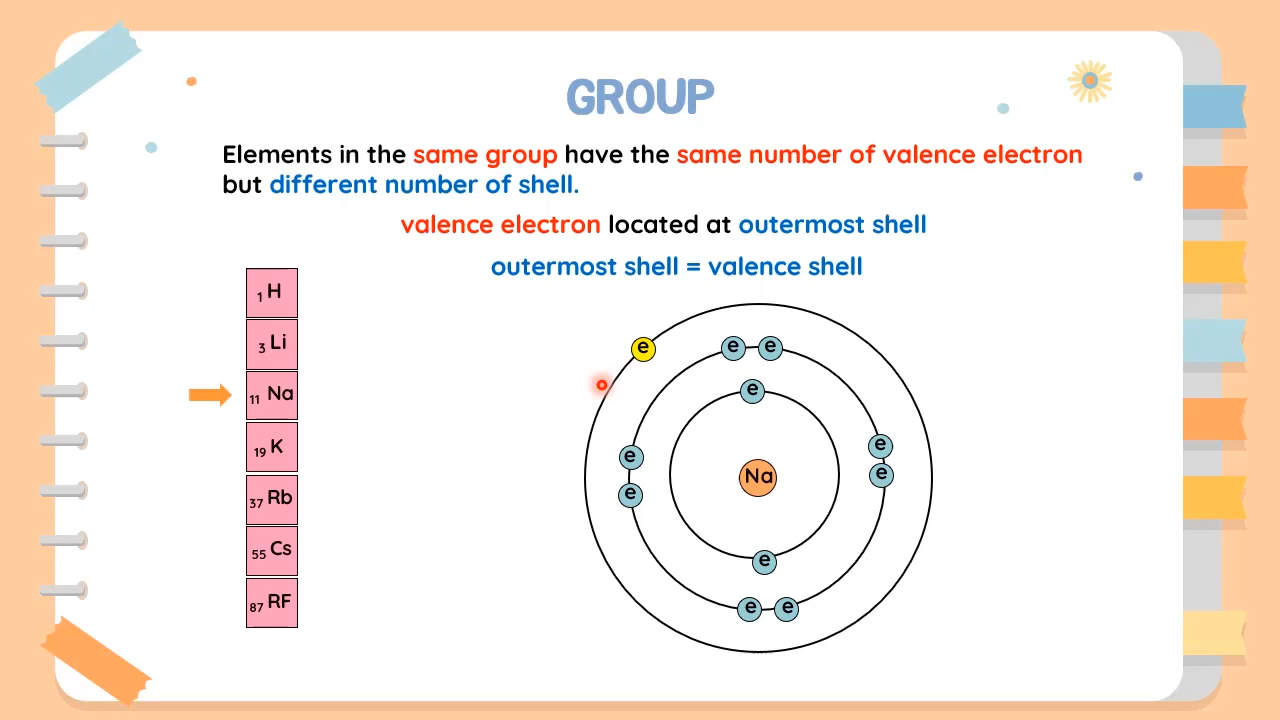 GROUP
Elements in the same group have the same number of valence electron
but different number of shell.
valence electron located at outermost shell
outermost shell = valence shell
1 H
3 Li
11 Na
19 K
37 Rb
55 Cs
87 RF
e
e e
e
e
e
e
e
Na
e
e
e e